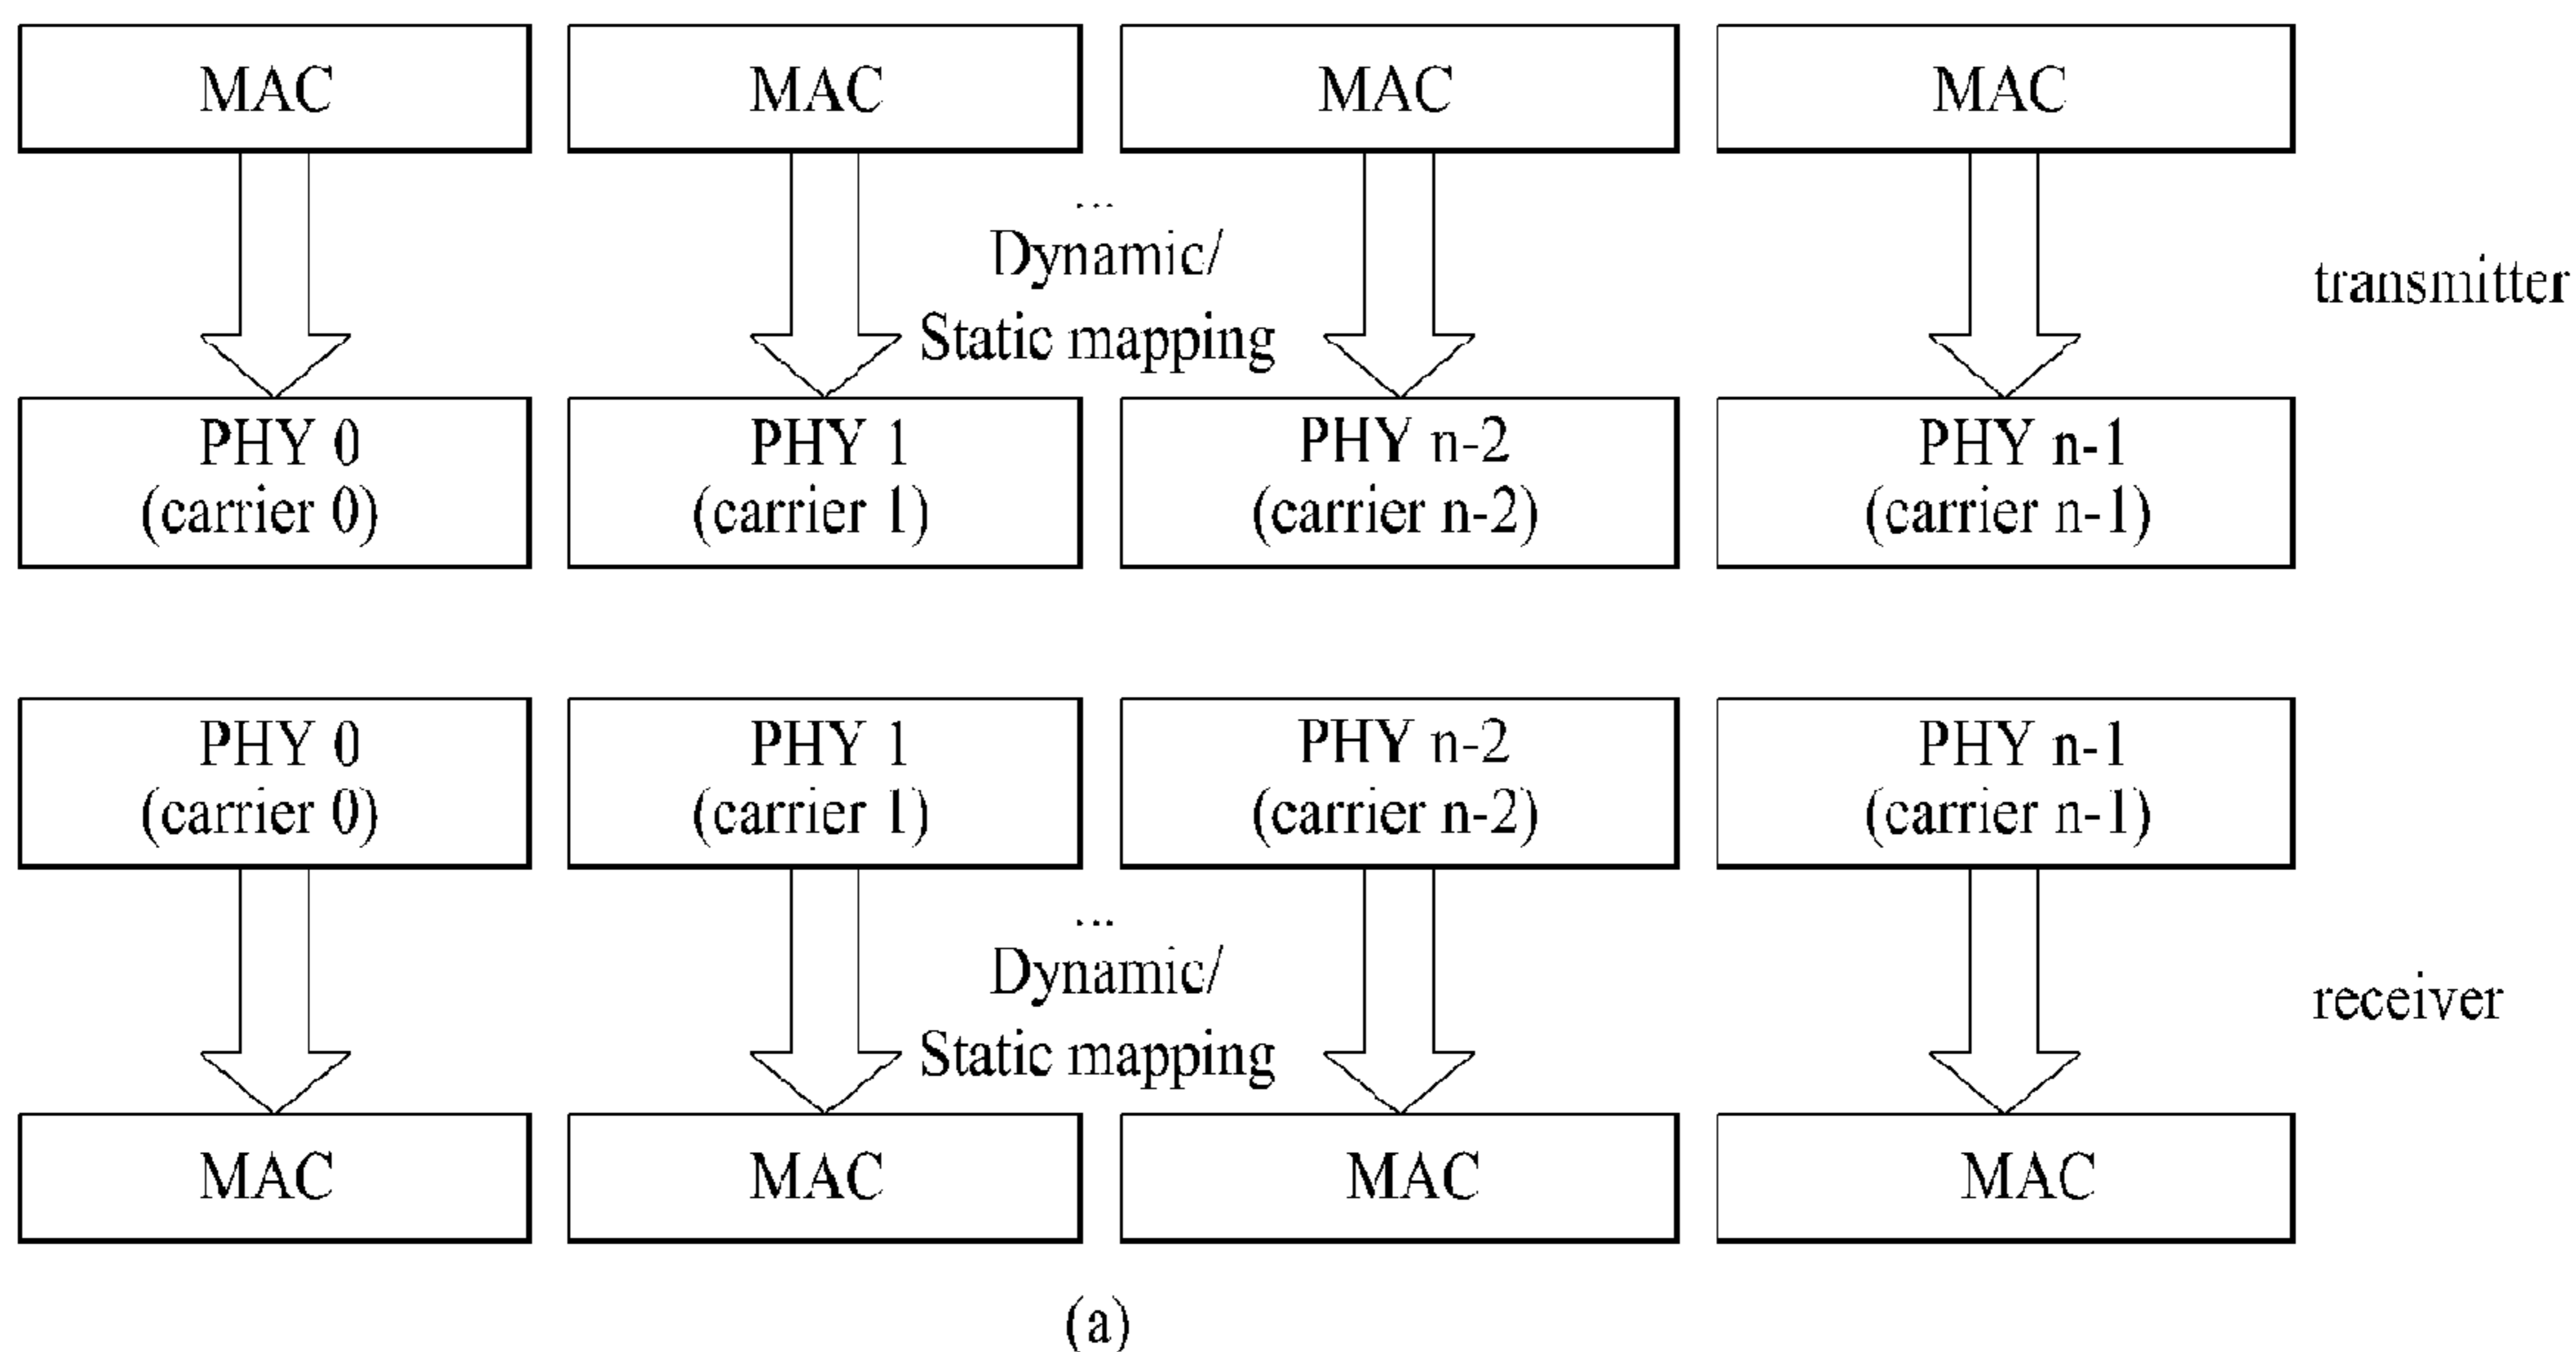 MAC MAC MAC MAC
...
Dynamic/
Static mapping
transmitter
PHY 0 PHY 1 PHY n-2 PHY n-1
(carrier 0) (carrier 1) (carrier n-2) (carrier n-1)
PHY 0 PHY 1 PHY n-2 PHY n-1
(carrier 0) (carrier 1) (carrier n-2) (carrier n-1)
...
Dynamic/
Static mapping
receiver
MAC MAC MAC MAC
(a)